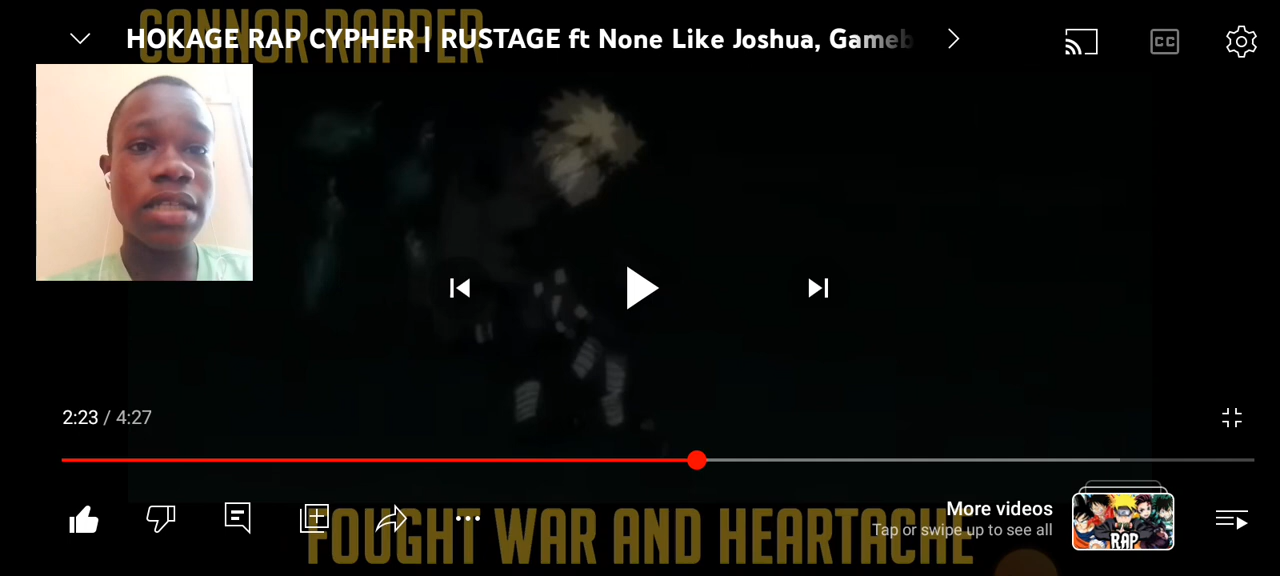 CONNOR RAPPER
HOKAGE RAP CYPHER | RUSTAGE ft None Like Joshua, Gameb
CC
2:23 / 4:27
More videos
Tap or swipe up to see all
RAP
FOUGHT WAR AND HEARTACHE